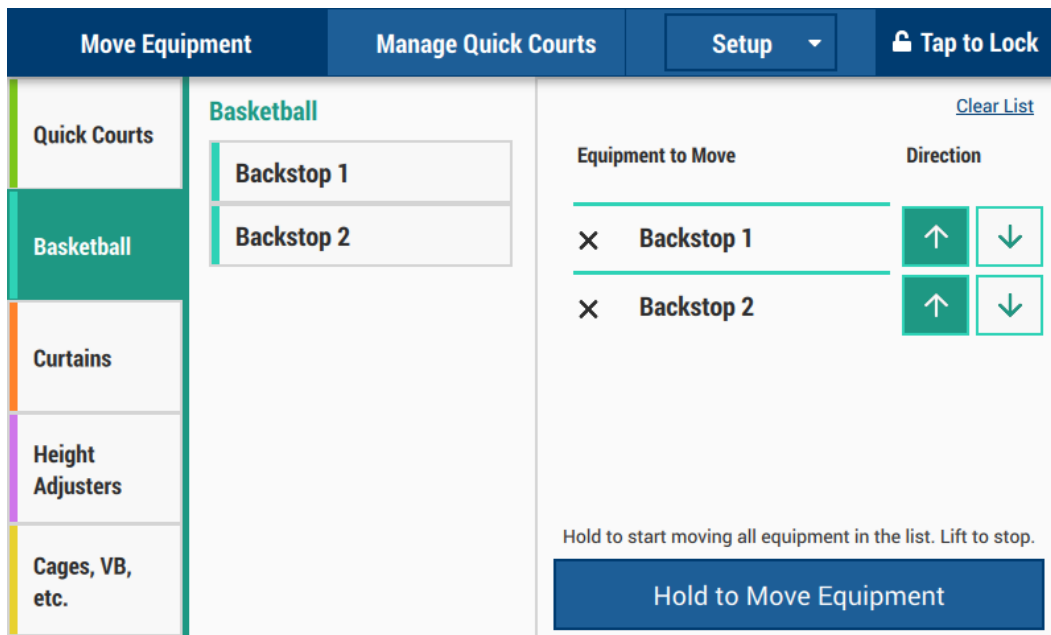 Move Equipment
Manage Quick Courts
Setup
Tap to Lock
Quick Courts
Basketball
Curtains
Height
Adjusters
Cages, VB,
etc.
Basketball
Backstop 1
Backstop 2
Clear List
Equipment to Move
Direction
Backstop 1
Backstop 2
Hold to start moving all equipment in the list. Lift to stop.
Hold to Move Equipment